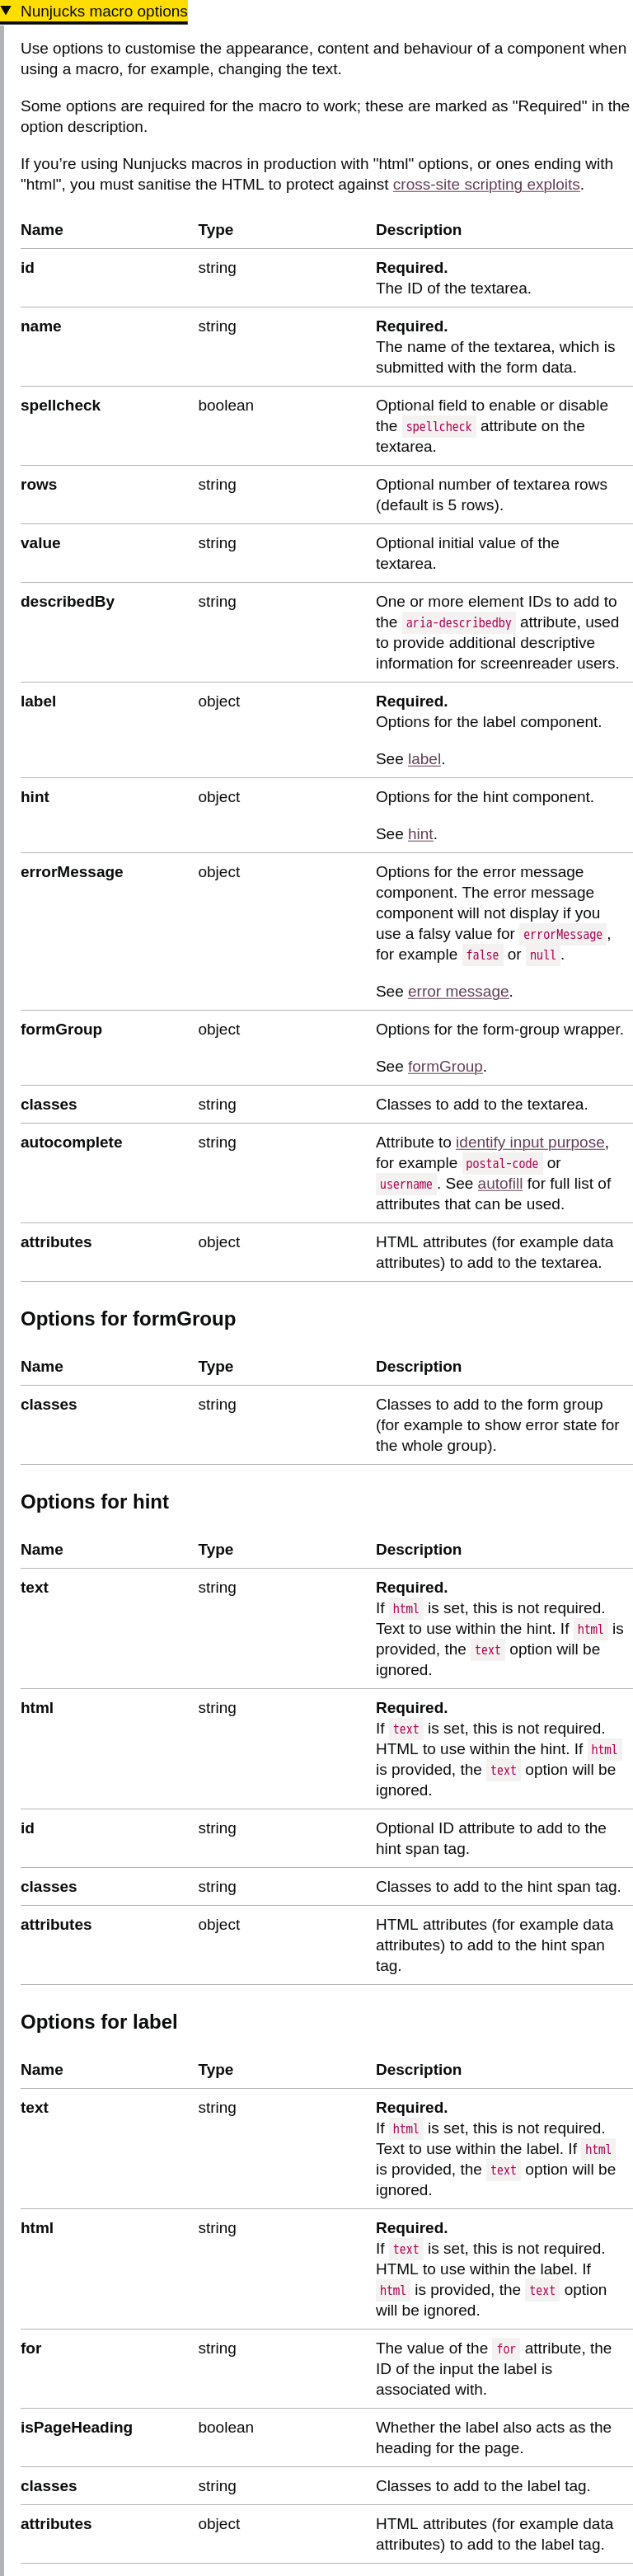 Nunjucks macro options
Use options to customise the appearance, content and behaviour of a component when
using a macro, for example, changing the text.
Some options are required for the macro to work; these are marked as "Required" in the
option description.
If you’re using Nunjucks macros in production with "html" options, or ones ending with
"html", you must sanitise the HTML to protect against cross-site scripting exploits.
Name Type Description
id string Required.
The ID of the textarea.
name string Required.
The name of the textarea, which is
submitted with the form data.
spellcheck boolean Optional field to enable or disable
the spellcheck attribute on the
textarea.
rows string Optional number of textarea rows
(default is 5 rows).
value string Optional initial value of the
textarea.
describedBy string One or more element IDs to add to
the aria-describedby attribute, used
to provide additional descriptive
information for screenreader users.
label object Required.
Options for the label component.
See label.
hint object Options for the hint component.
See hint.
errorMessage object Options for the error message
component. The error message
component will not display if you
use a falsy value for errorMessage,
for example false or null.
See error message.
formGroup object Options for the form-group wrapper.
See formGroup.
classes string Classes to add to the textarea.
autocomplete string Attribute to identify input purpose,
for example postal-code or
username. See autofill for full list of
attributes that can be used.
attributes object HTML attributes (for example data
attributes) to add to the textarea.
Options for formGroup
Name Type Description
classes string Classes to add to the form group
(for example to show error state for
the whole group).
Options for hint
Name Type Description
text string Required.
If html is set, this is not required.
Text to use within the hint. If html is
provided, the text option will be
ignored.
html string Required.
If text is set, this is not required.
HTML to use within the hint. If html
is provided, the text option will be
ignored.
id string Optional ID attribute to add to the
hint span tag.
classes string Classes to add to the hint span tag.
attributes object HTML attributes (for example data
attributes) to add to the hint span
tag.
Options for label
Name Type Description
text string Required.
If html is set, this is not required.
Text to use within the label. If html
is provided, the text option will be
ignored.
html string Required.
If text is set, this is not required.
HTML to use within the label. If
html is provided, the text option
will be ignored.
for string The value of the for attribute, the
ID of the input the label is
associated with.
isPageHeading boolean Whether the label also acts as the
heading for the page.
classes string Classes to add to the label tag.
attributes object HTML attributes (for example data
attributes) to add to the label tag.